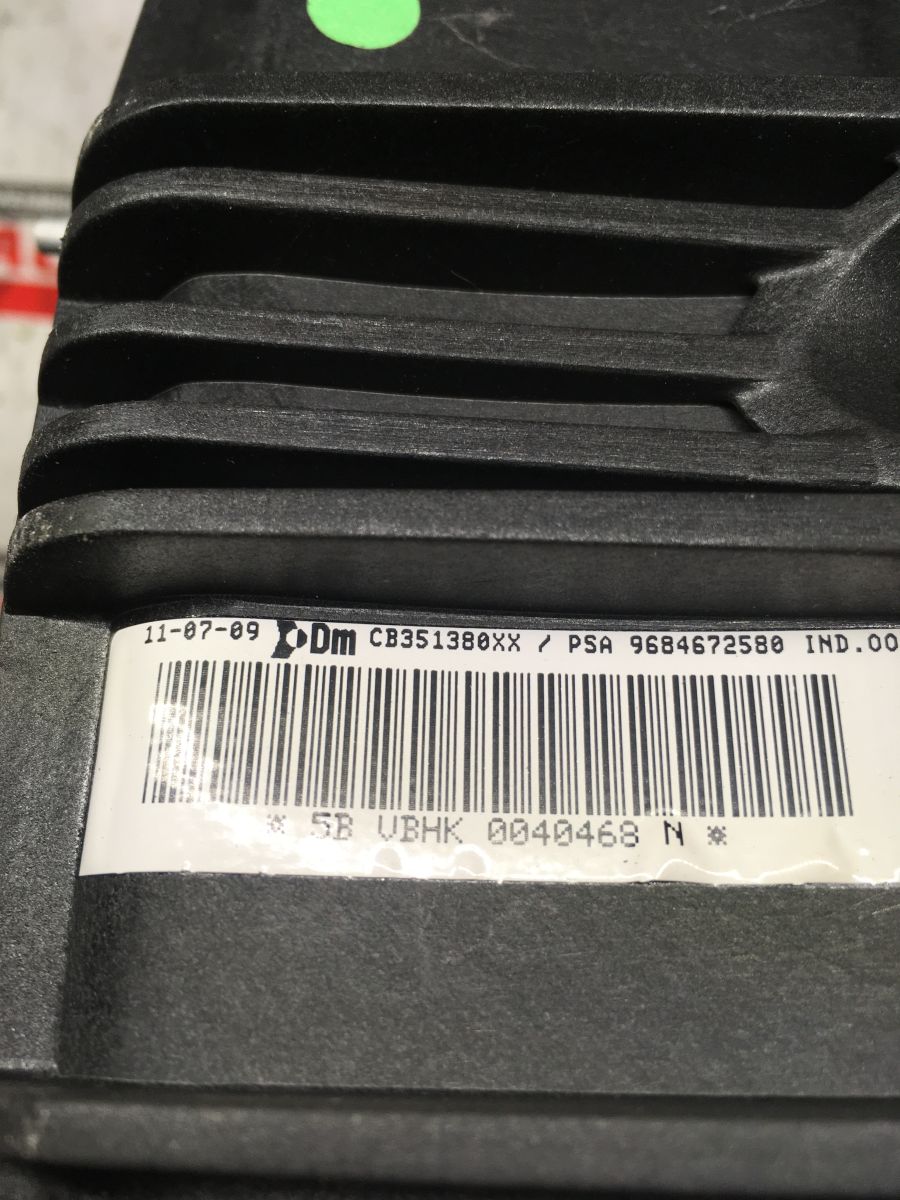 11-07-09 Dm CB351380XX / PSA 9684672580 IND.00
* 5B VBHK 0040468 N *